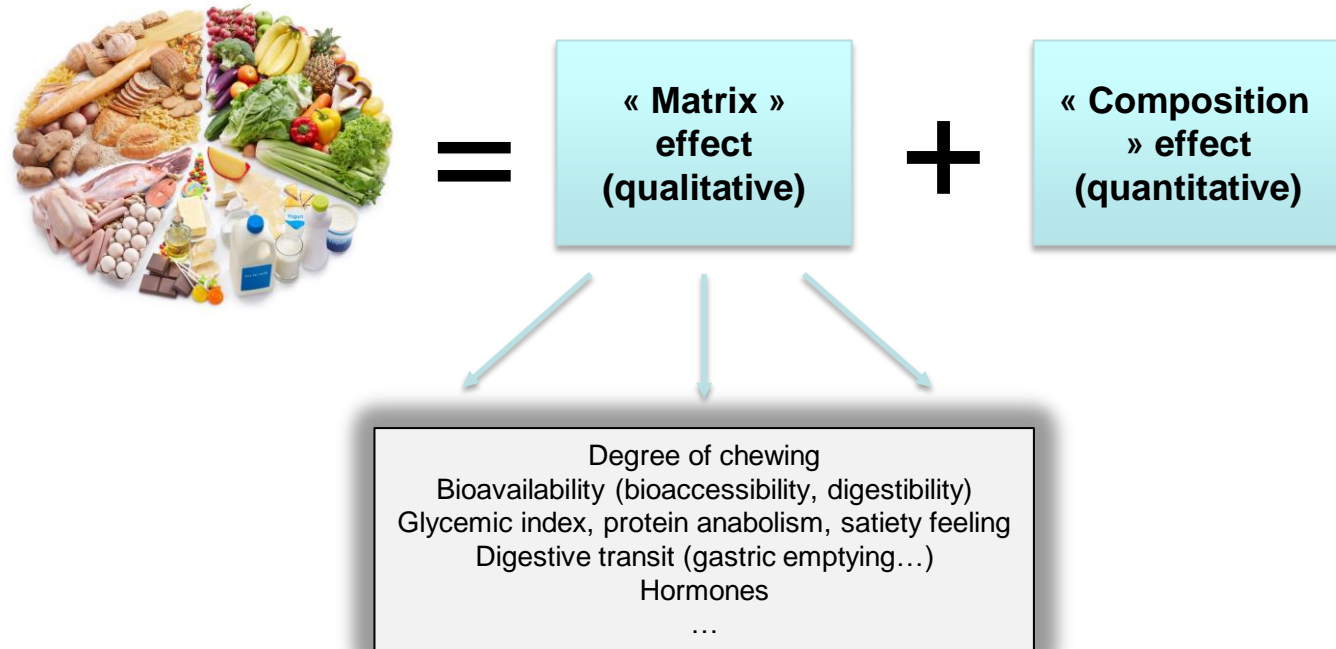 « Matrix »
effect
(qualitative)
=
+
« Composition
» effect
(quantitative)
Yogurt
Degree of chewing
Bioavailability (bioaccessibility, digestibility)
Glycemic index, protein anabolism, satiety feeling
Digestive transit (gastric emptying…)
Hormones
…